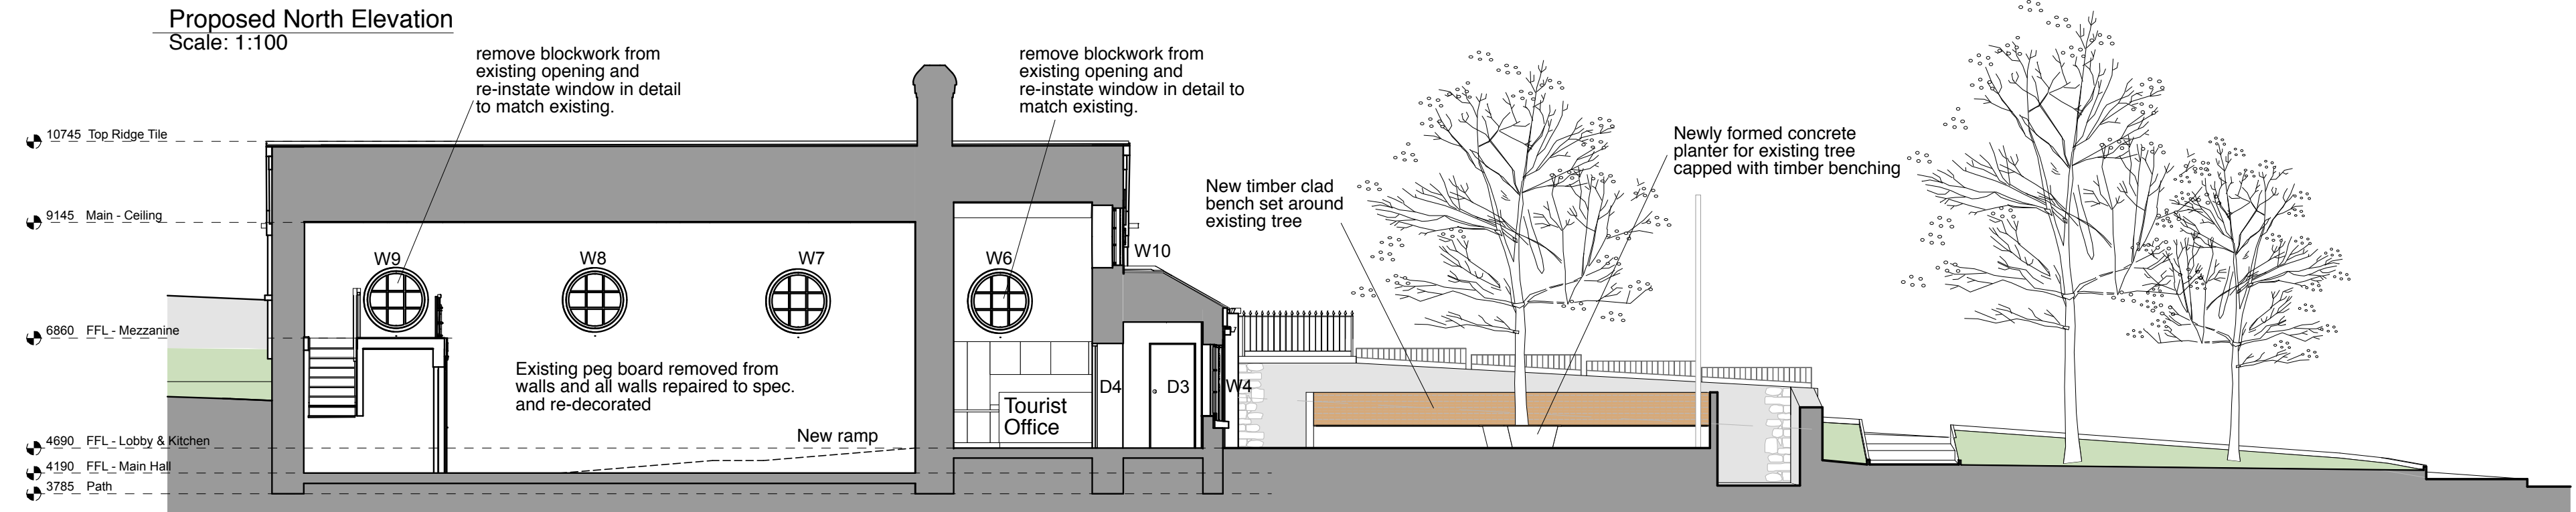 Proposed North Elevation
Scale: 1:100
remove blockwork from
existing opening and
re-instate window in detail
to match existing.
remove blockwork from
existing opening and
re-instate window in detail to
match existing.
10745 Top Ridge Tile
9145 Main - Ceiling
6860 FFL - Mezzanine
4690 FFL - Lobby & Kitchen
4190 FFL - Main Hall
3785 Path
W9
W8
W7
W6
W10
Existing peg board removed from
walls and all walls repaired to spec.
and re-decorated
New ramp
Tourist
Office
D4
D3
W4
New timber clad
bench set around
existing tree
Newly formed concrete
planter for existing tree
capped with timber benching